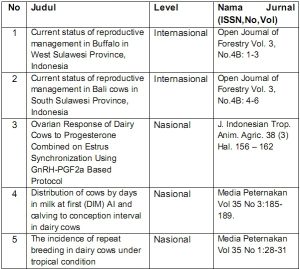 No Judul Level Nama Jurnal
(ISSN,No,Vol)
1 Current status of reproductive Internasional Open Journal of
management in Buffalo in Forestry Vol. 3,
West Sulawesi Province, No.4B: 1-3
Indonesia
2 Current status of reproductive Internasional Open Journal of
management in Bali cows in Forestry Vol. 3,
South Sulawesi Province, No.4B: 4-6
Indonesia
3 Ovarian Response of Dairy Nasional J. Indonesian Trop.
Cows to Progesterone Anim. Agric. 38 (3)
Combined on Estrus Hal. 156 – 162
Synchronization Using
GnRH-PGF2a Based
Protocol
4 Distribution of cows by days Nasional Media Peternakan
in milk at first (DIM) AI and Vol 35 No 3:185-
calving to conception interval 189.
in dairy cows
5 The incidence of repeat Nasional Media Peternakan
breeding in dairy cows under Vol 35 No 1:28-31
tropical condition